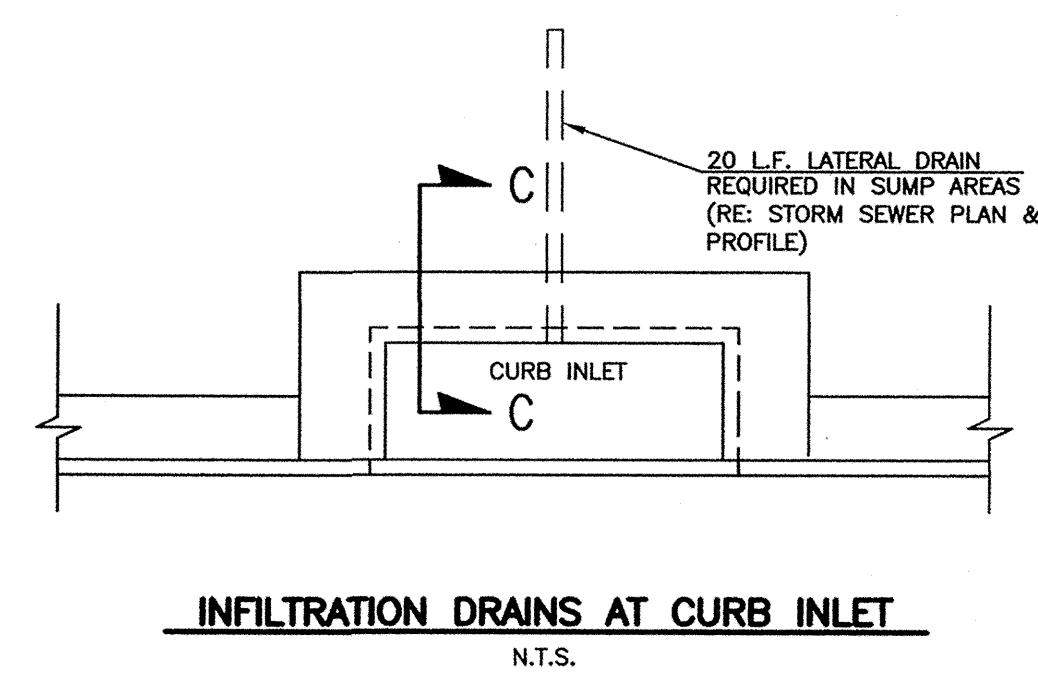 20 L.F. LATERAL DRAIN
REQUIRED IN SUMP AREAS
(RE: STORM SEWER PLAN &
PROFILE)
C
CURB INLET
C
INFILTRATION DRAINS AT CURB INLET
N.T.S.